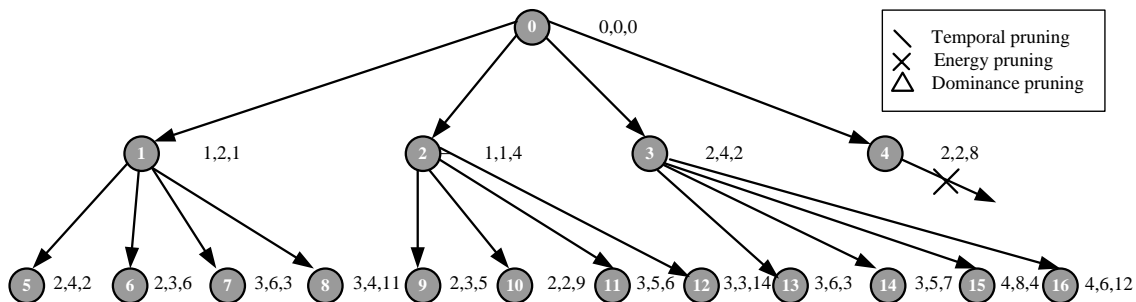 0 0,0,0
Temporal pruning
Energy pruning
Dominance pruning
1 1,2,1 2 1,1,4 3 2,4,2 4 2,2,8
5 2,4,2 6 2,3,6 7 3,6,3 8 3,4,11 9 2,3,5 10 2,2,9 11 3,5,6 12 3,3,14 13 3,6,3 14 3,5,7 15 4,8,4 16 4,6,12